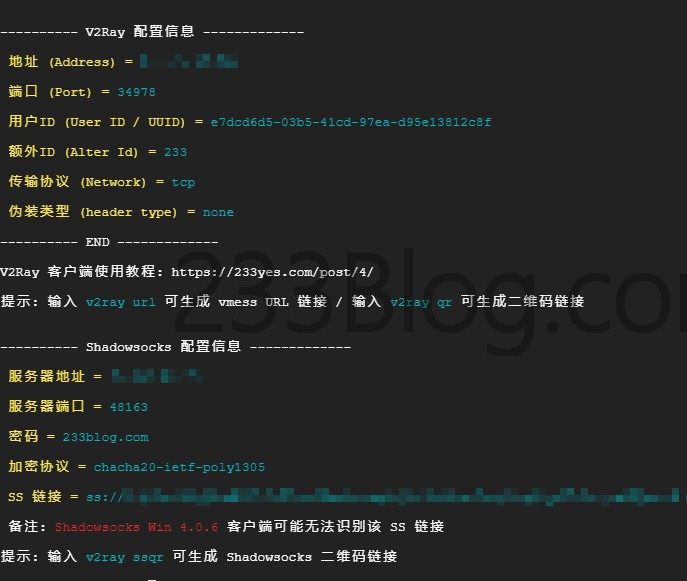 ---------- V2Ray 配置信息 -------------
地址 (Address) =
端口 (Port) = 34978
用户ID (User ID / UUID) = e7dcd6d5-03b5-41cd-97ea-d95e13812c8f
额外ID (Alter Id) = 233
传输协议 (Network) = tcp
伪装类型 (header type) = none
---------- END -------------
V2Ray 客户端使用教程: https://233yes.com/post/4/
提示: 输入 v2ray url 可生成 vmess URL 链接 / 输入 v2ray qr 可生成二维码链接
233Blog.co
---------- Shadowsocks 配置信息 -------------
服务器地址 =
服务器端口 = 48163
密码 = 233blog.com
加密协议 = chacha20-ietf-poly1305
SS 链接 = ss://
备注: Shadowsocks Win 4.0.6 客户端可能无法识别该 SS 链接
提示: 输入 v2ray ssqr 可生成 Shadowsocks 二维码链接